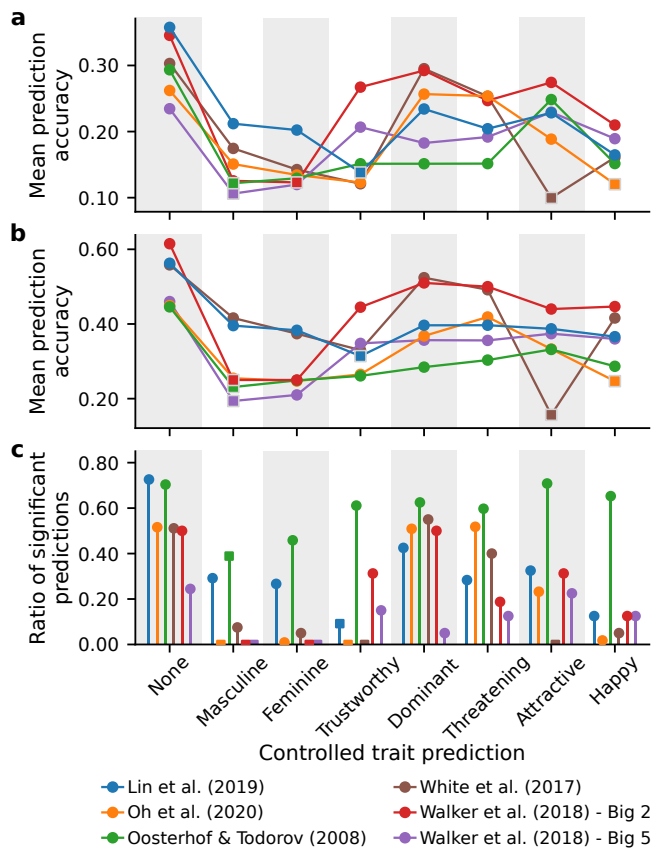 a
0.30
0.20
0.10
Mean prediction
accuracy
b
0.60
0.40
0.20
Mean prediction
accuracy
c
0.80
0.60
0.40
0.20
0.00
Ratio of significant
predictions
None
Masculine
Feminine
Trustworthy
Dominant
Threatening
Attractive
Happy
Controlled trait prediction
Lin et al. (2019)
Oh et al. (2020)
Oosterhof & Todorov (2008)
White et al. (2017)
Walker et al. (2018) - Big 2
Walker et al. (2018) - Big 5